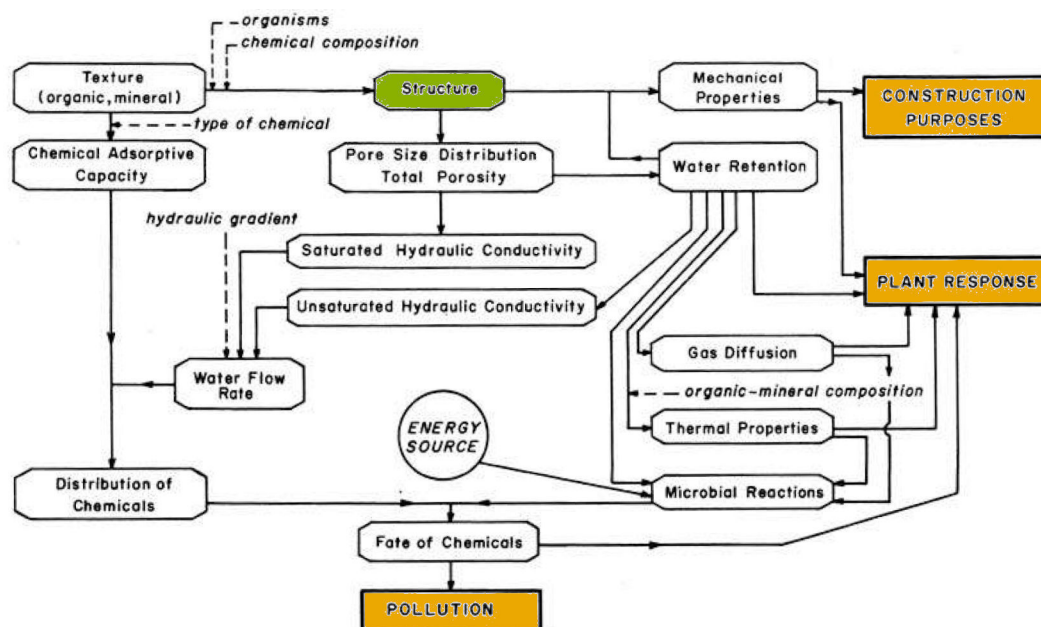 organisms
chemical composition
Texture
(organic, mineral)
Structure
Mechanical
Properties
CONSTRUCTION
PURPOSES
type of chemical
Chemical Adsorptive
Capacity
Pore Size Distribution
Total Porosity
Water Retention
hydraulic gradient
Saturated Hydraulic Conductivity
PLANT RESPONSE
Unsaturated Hydraulic Conductivity
Gas Diffusion
Water Flow
Rate
organic-mineral composition
ENERGY
SOURCE
Thermal Properties
Distribution of
Chemicals
Microbial Reactions
Fate of Chemicals
POLLUTION